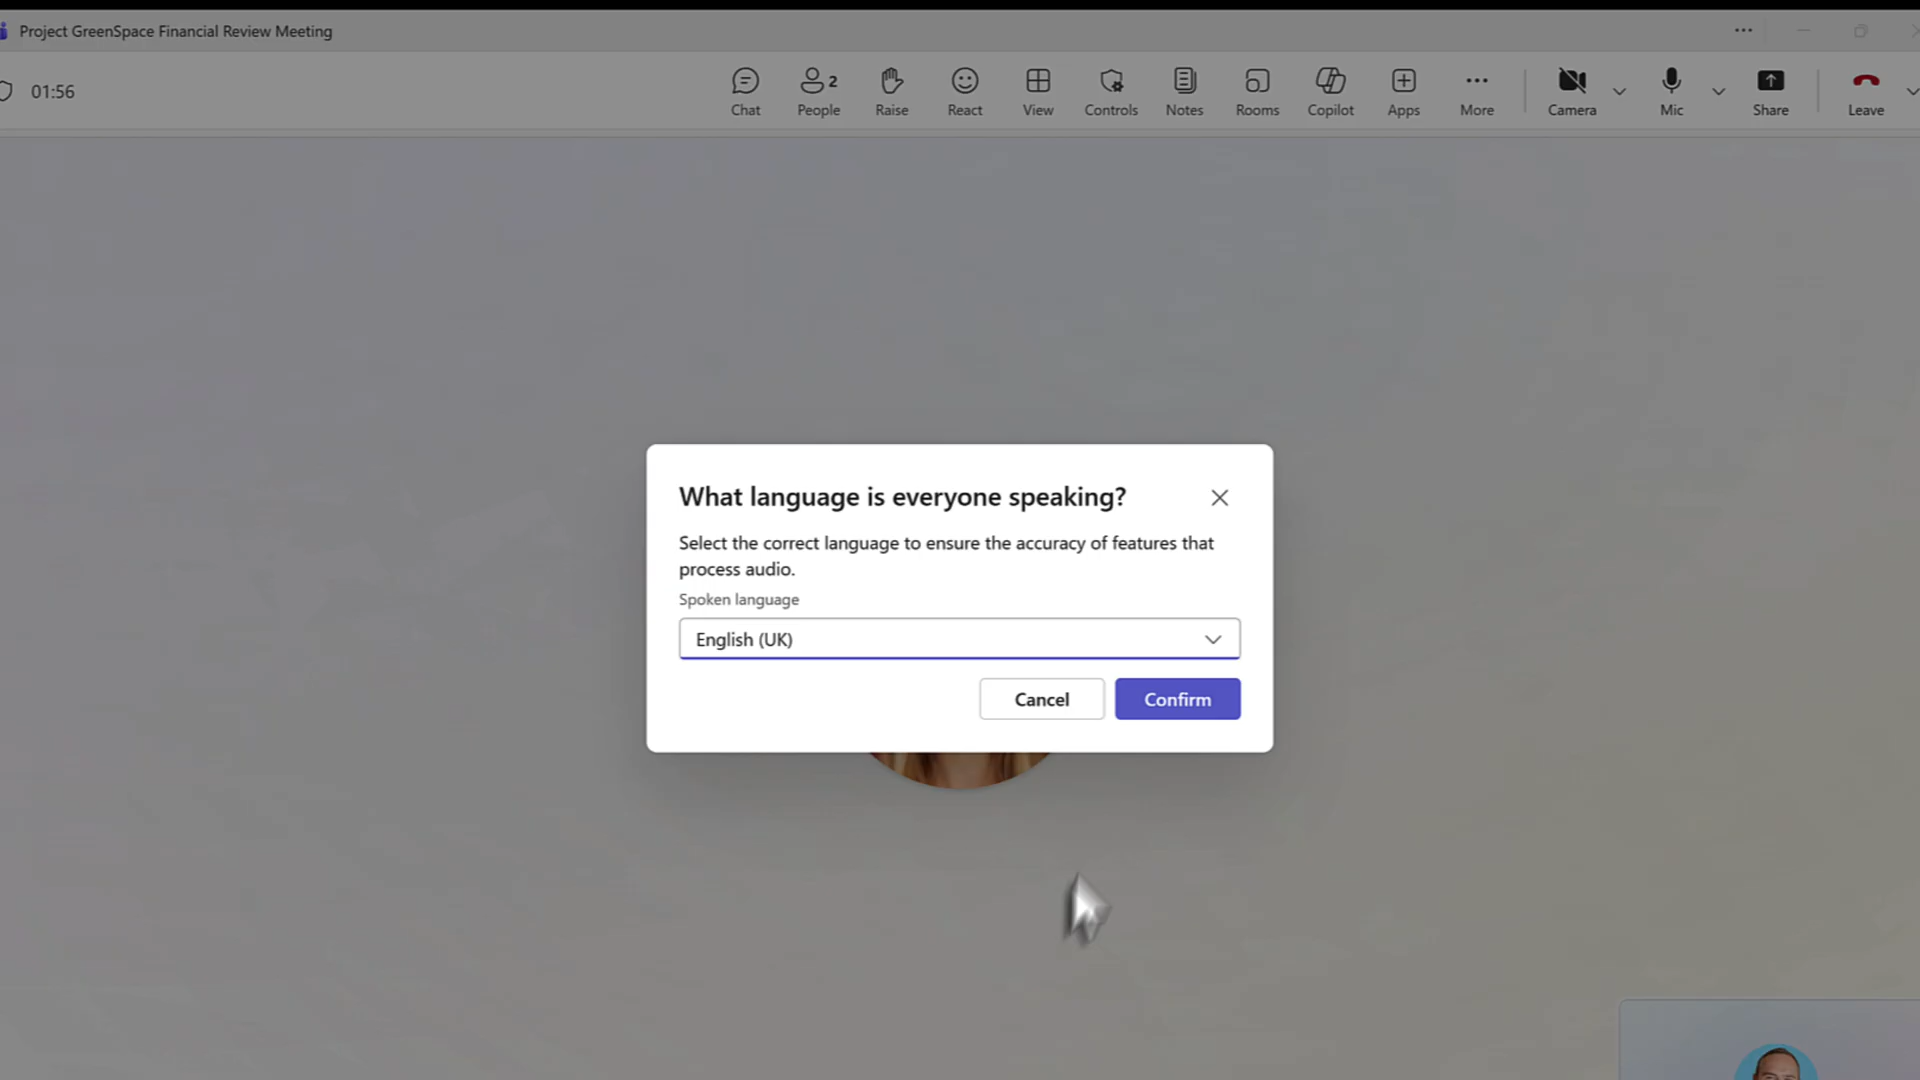 Project GreenSpace Financial Review Meeting
01:56
Chat
2
People
Raise
React
View
Controls
Notes
Rooms
Copilot
Apps
More
Camera
Mic
Share
Leave
What language is everyone speaking?
Select the correct language to ensure the accuracy of features that
process audio.
Spoken language
English (UK)
Cancel
Confirm